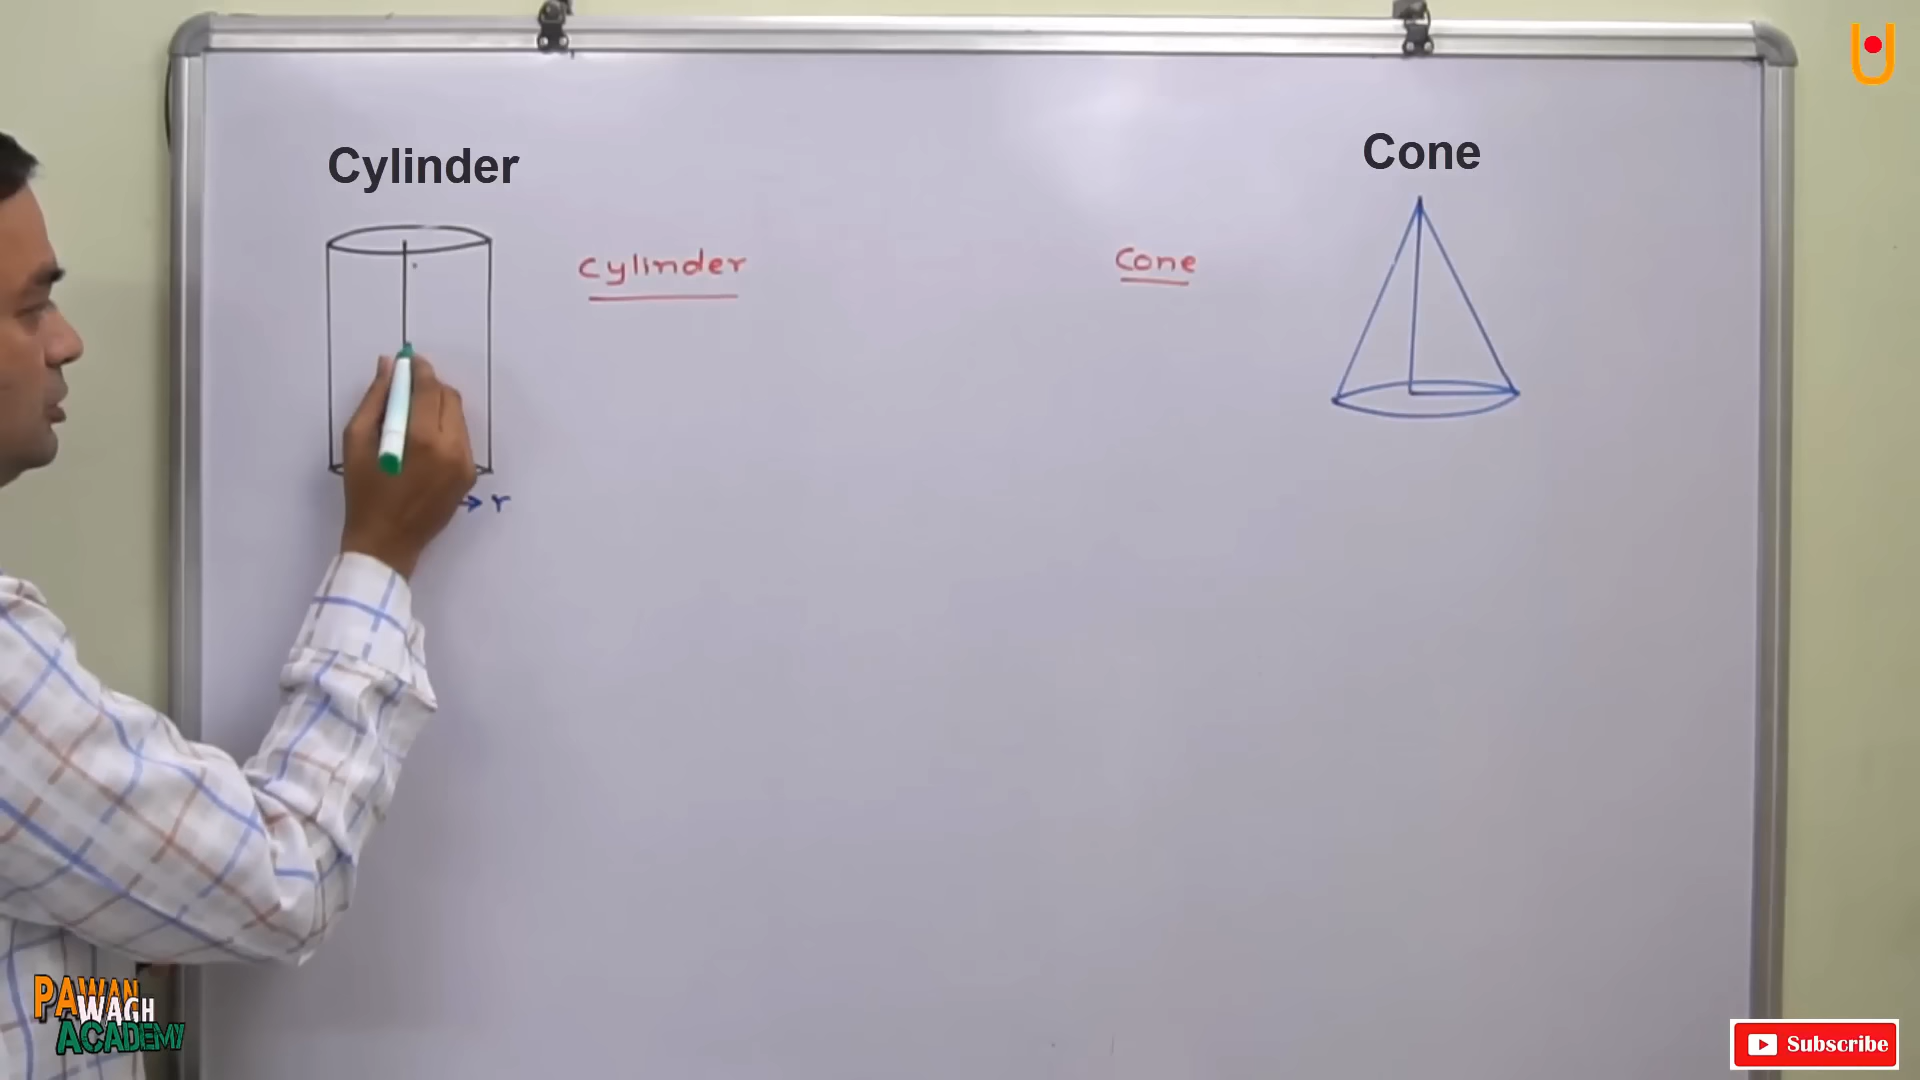 Cylinder
Cone
Cylinder
Cone
r
PAWAN
WAGH
ACADEMY
Subscribe